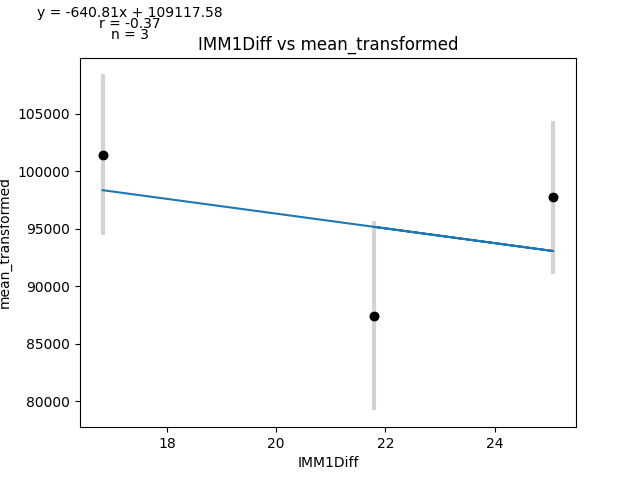 y = -640.81x + 109117.58
r = -0.37
n = 3
IMM1Diff vs mean_transformed
105000
100000
95000
90000
85000
80000
mean_transformed
18
20
22
24
IMM1Diff